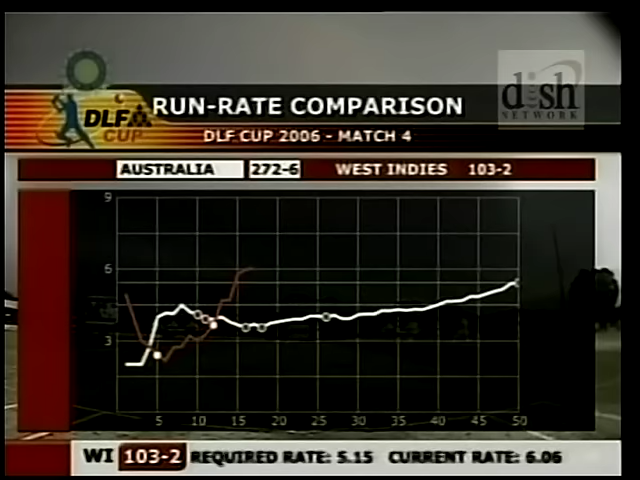 dish
NETWORK
DLF
CUP
RUN-RATE COMPARISON
DLF CUP 2006 - MATCH 4
AUSTRALIA 272-6 WEST INDIES 103-2
9
6
3
5 10 15 20 25 30 35 40 45 50
WI 103-2 REQUIRED RATE: 5.15 CURRENT RATE: 6.06